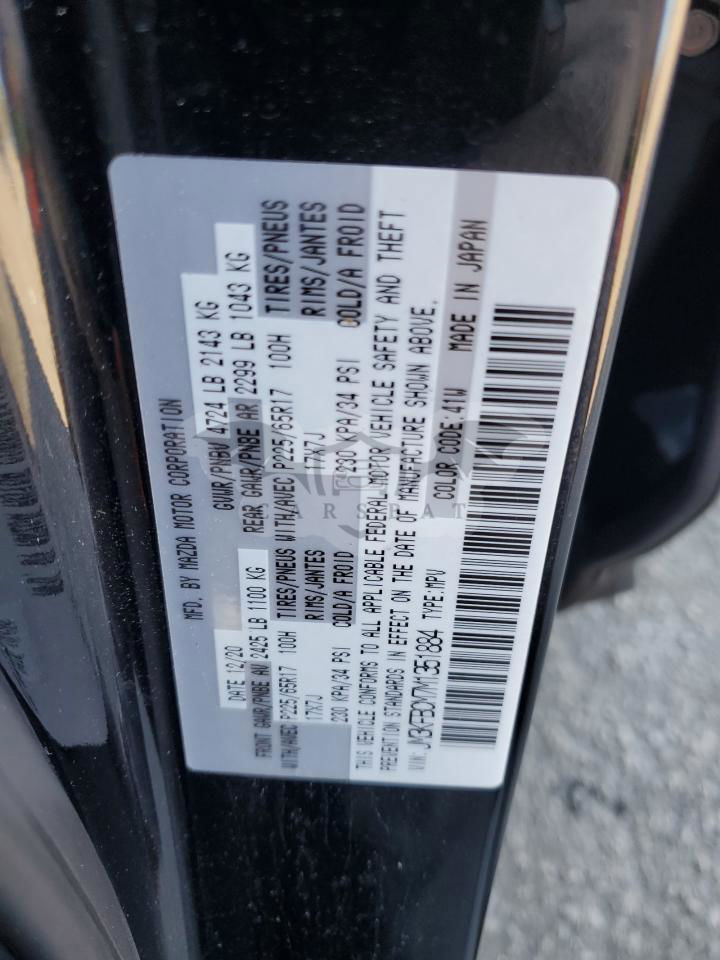 MFD. BY MAZDA MOTOR CORPORATION
DATE 12/20 GVWR/PNBV 4724 LB 2143 KG
FRONT GAWR/PNBE AV 2425 LB 1100 KG REAR GAWR/PNBE AR 2299 LB 1043 KG
WITH/AVEC P225/65R17 100H TIRES/PNEUS WITH/AVEC P225/65R17 100H TIRES/PNEUS
17X7J RIMS/JANTES 17X7J RIMS/JANTES
230 KPA/34 PSI COLD/A FROID 230 KPA/34 PSI COLD/A FROID
THIS VEHICLE CONFORMS TO ALL APPLICABLE FEDERAL MOTOR VEHICLE SAFETY AND THEFT
PREVENTION STANDARDS IN EFFECT ON THE DATE OF MANUFACTURE SHOWN ABOVE.
VIN: JM3KFBDM7M1351884 TYPE:MPV COLOR CODE:41W MADE IN JAPAN
CARSPAT